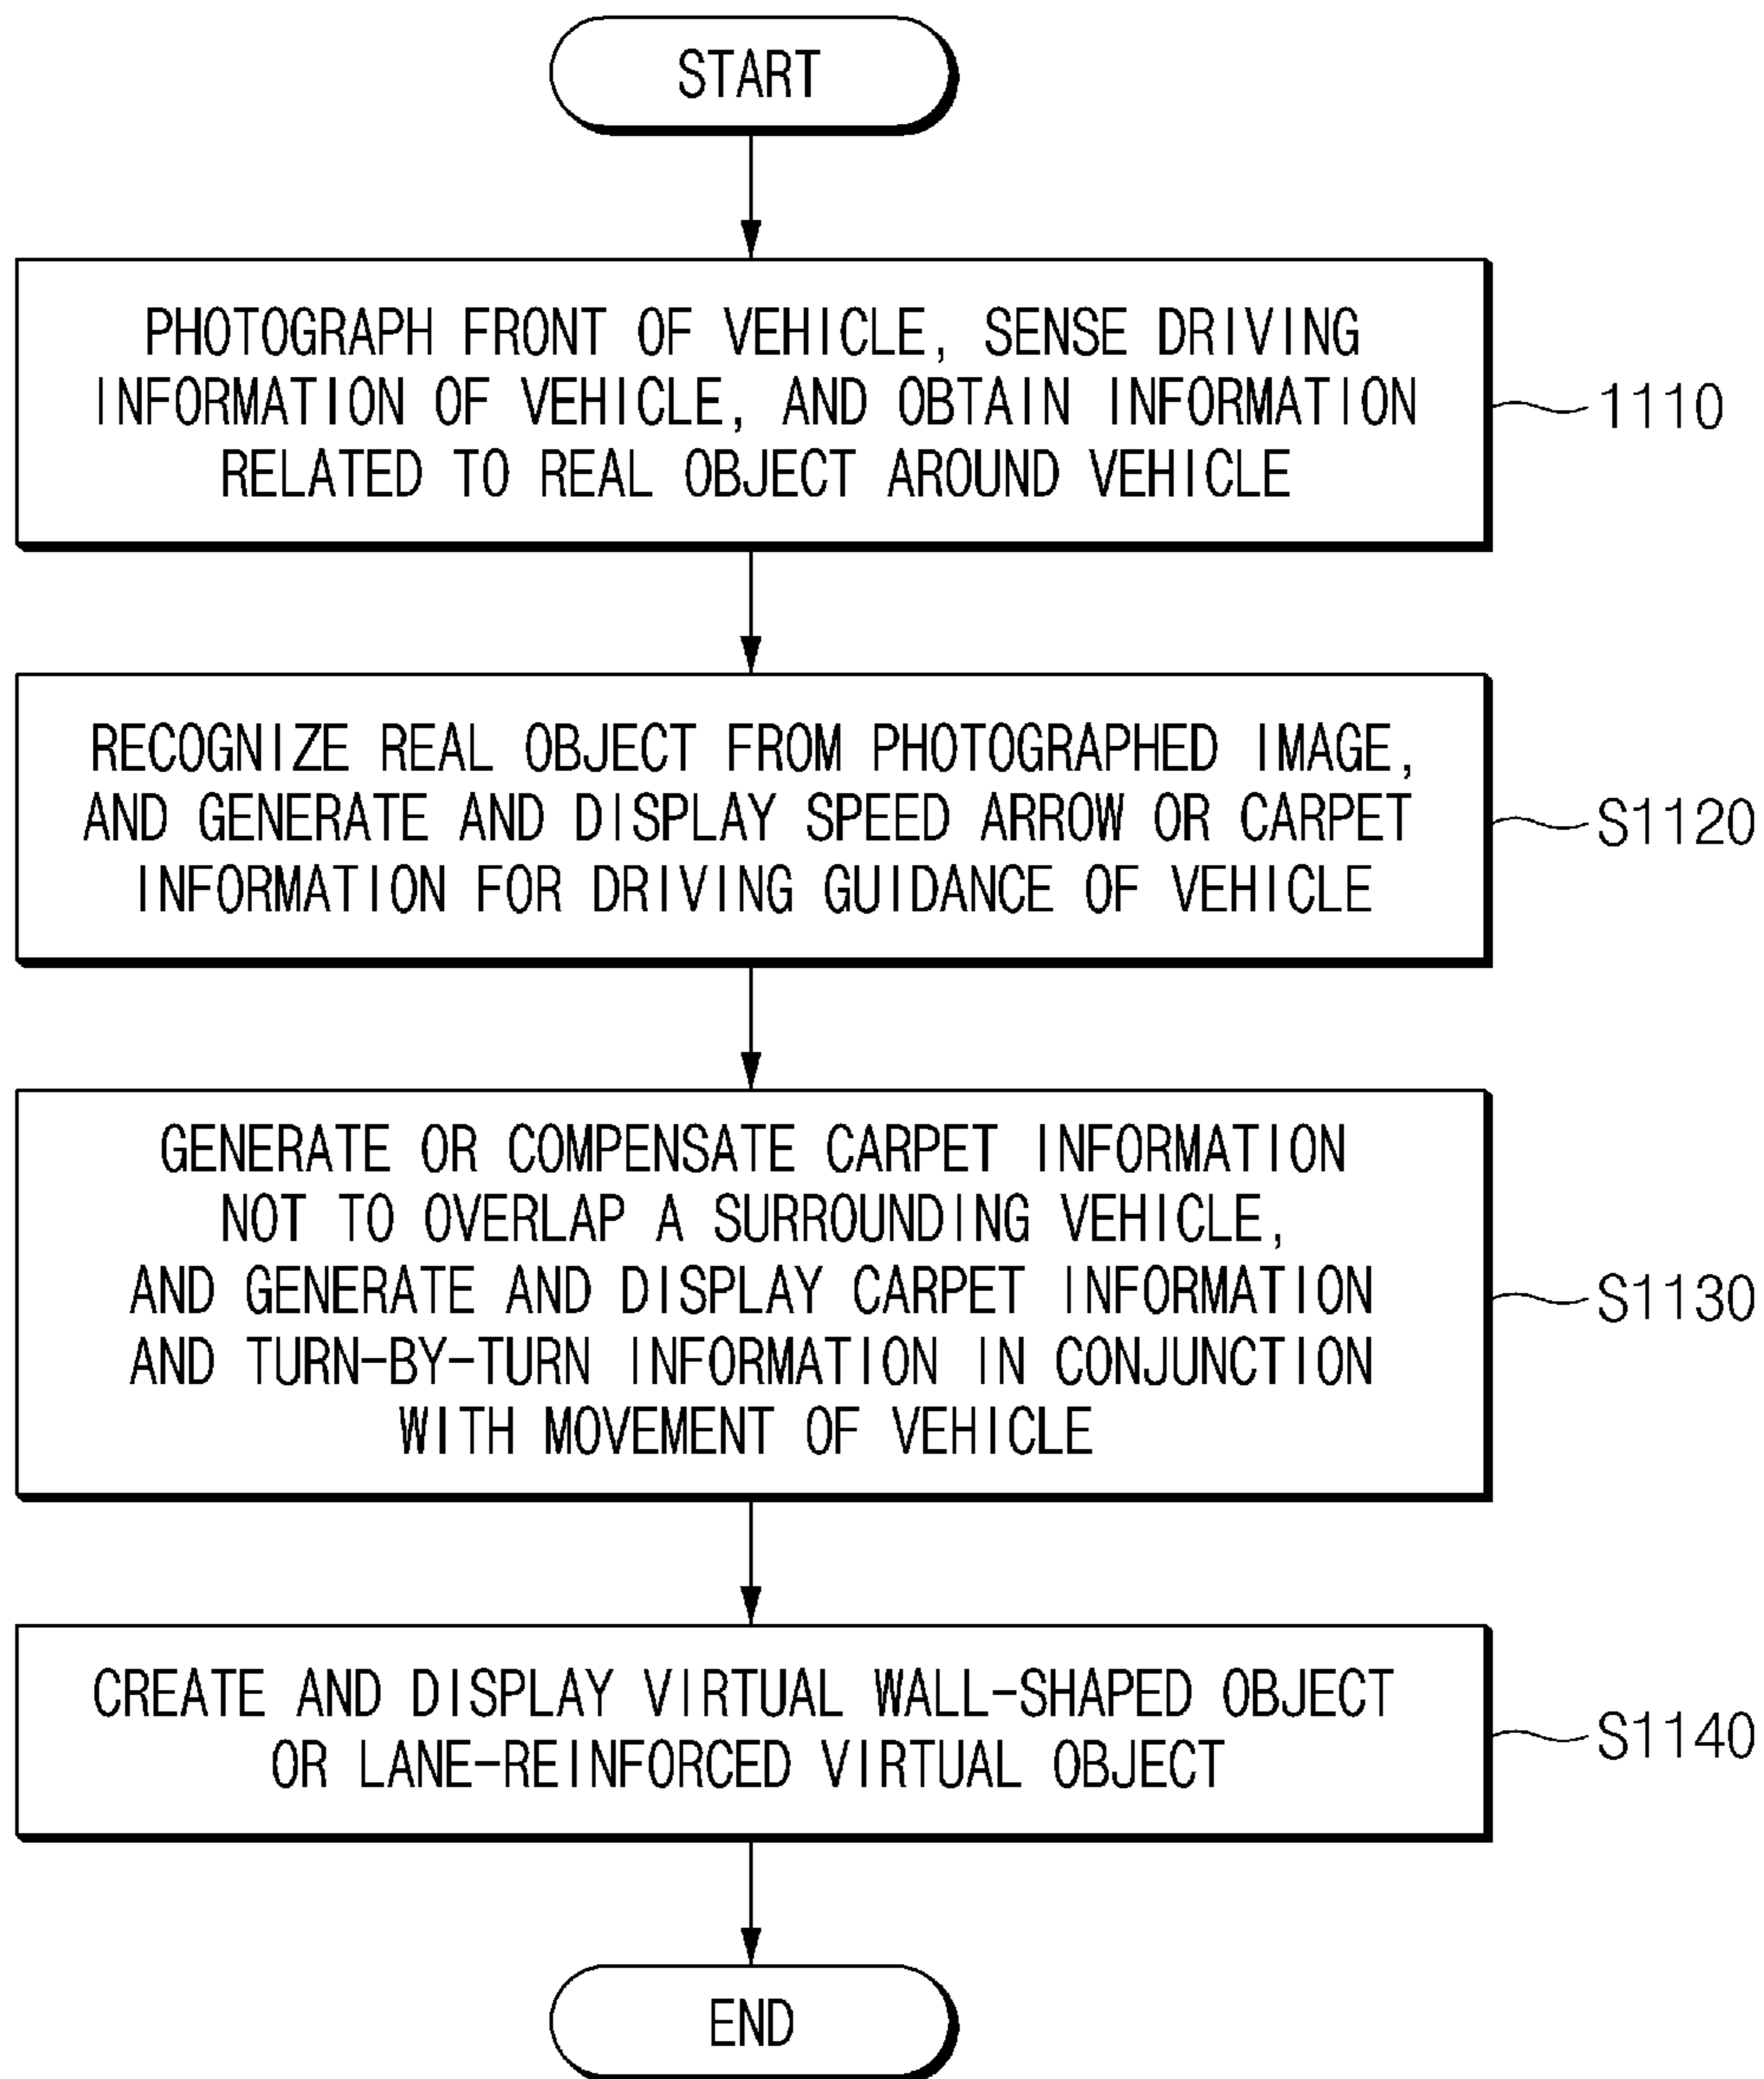 START
PHOTOGRAPH FRONT OF VEHICLE, SENSE DRIVING
INFORMATION OF VEHICLE, AND OBTAIN INFORMATION
RELATED TO REAL OBJECT AROUND VEHICLE
1110
RECOGNIZE REAL OBJECT FROM PHOTOGRAPHED IMAGE,
AND GENERATE AND DISPLAY SPEED ARROW OR CARPET
INFORMATION FOR DRIVING GUIDANCE OF VEHICLE
S1120
GENERATE OR COMPENSATE CARPET INFORMATION
NOT TO OVERLAP A SURROUNDING VEHICLE,
AND GENERATE AND DISPLAY CARPET INFORMATION
AND TURN-BY-TURN INFORMATION IN CONJUNCTION
WITH MOVEMENT OF VEHICLE
S1130
CREATE AND DISPLAY VIRTUAL WALL-SHAPED OBJECT
OR LANE-REINFORCED VIRTUAL OBJECT
S1140
END